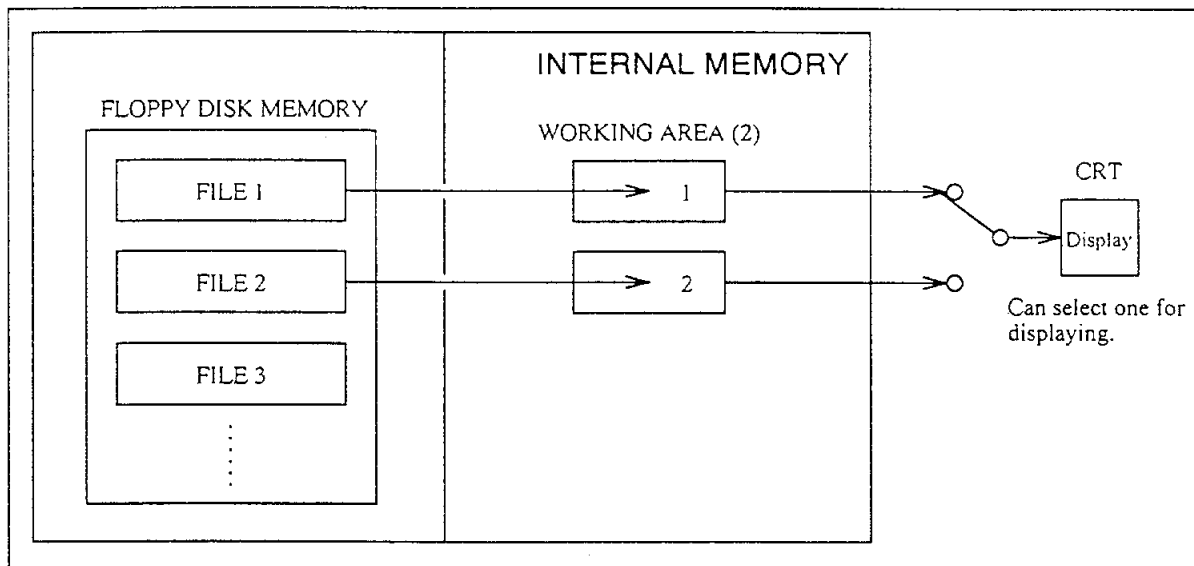 INTERNAL MEMORY
FLOPPY DISK MEMORY
WORKING AREA (2)
FILE 1
1
CRT
Display
FILE 2
2
Can select one for
displaying.
FILE 3